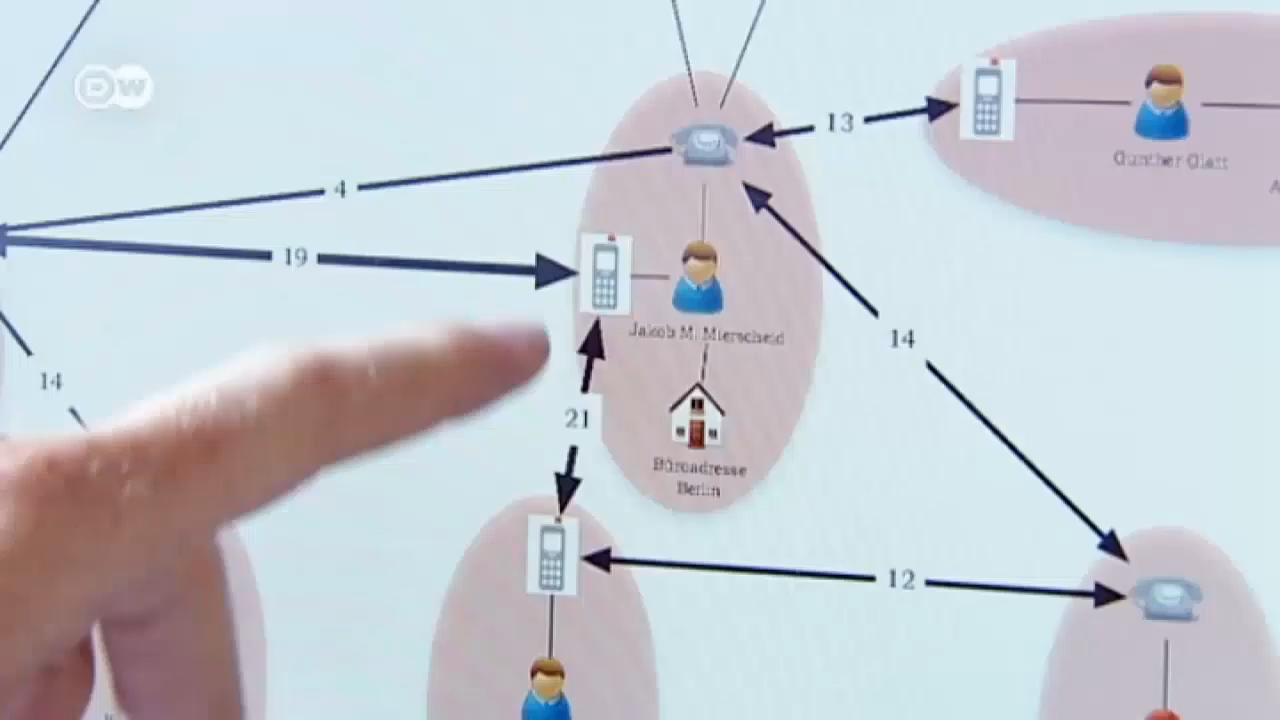 DW
13
Gunther Glatt
4
19
Jakob M. Mierscheid
14
14
21
Büroadresse
Berlin
12